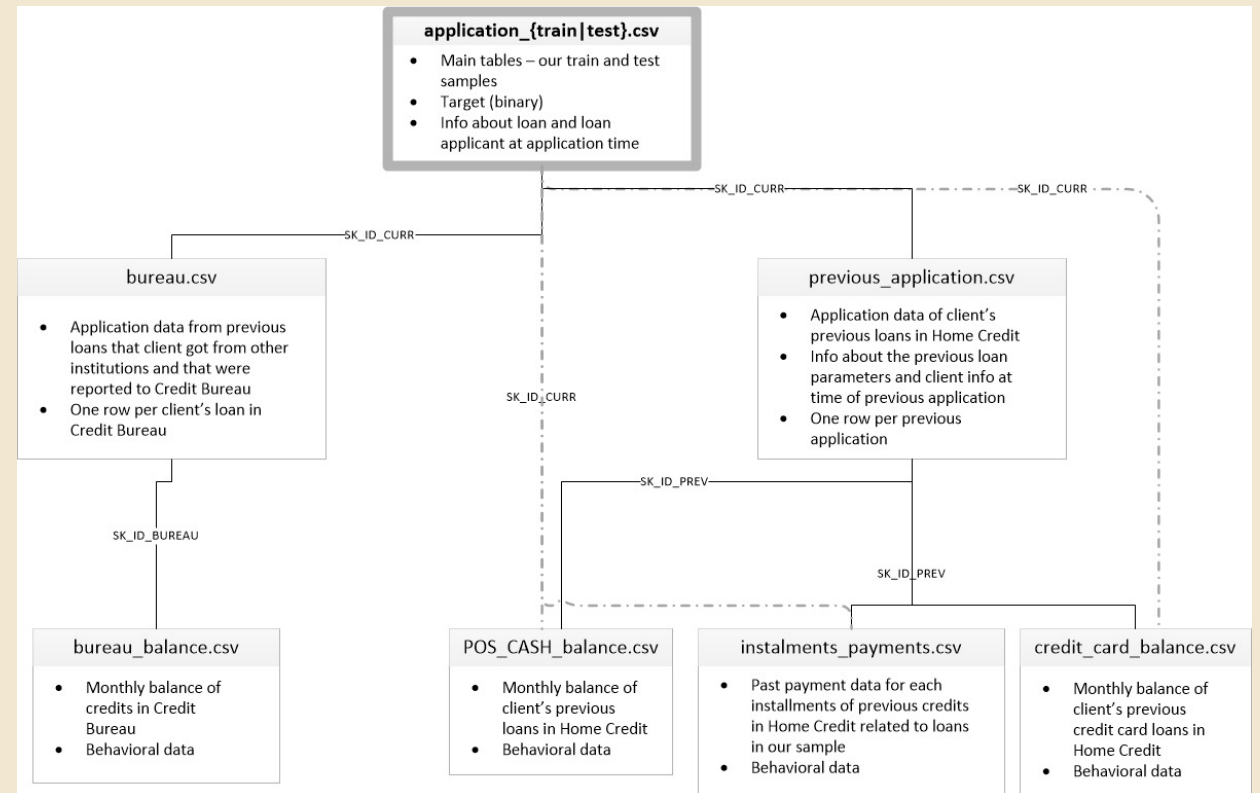 application_{train|test}.csv
• Main tables – our train and test
samples
• Target (binary)
• Info about loan and loan
applicant at application time
SK_ID_CURR
SK_ID_CURR
SK_ID_CURR
bureau.csv
• Application data from previous
loans that client got from other
institutions and that were
reported to Credit Bureau
• One row per client's loan in
Credit Bureau
previous_application.csv
• Application data of client's
previous loans in Home Credit
• Info about the previous loan
parameters and client info at
time of previous application
• One row per previous
application
SK_ID_CURR
SK_ID_PREV
SK_ID_BUREAU
SK_ID_PREV
bureau_balance.csv
• Monthly balance of
credits in Credit
Bureau
• Behavioral data
POS_CASH_balance.csv
• Monthly balance of
client's previous
loans in Home Credit
• Behavioral data
instalments_payments.csv
• Past payment data for each
installments of previous credits
in Home Credit related to loans
in our sample
• Behavioral data
credit_card_balance.csv
• Monthly balance of
client's previous
credit card loans in
Home Credit
• Behavioral data